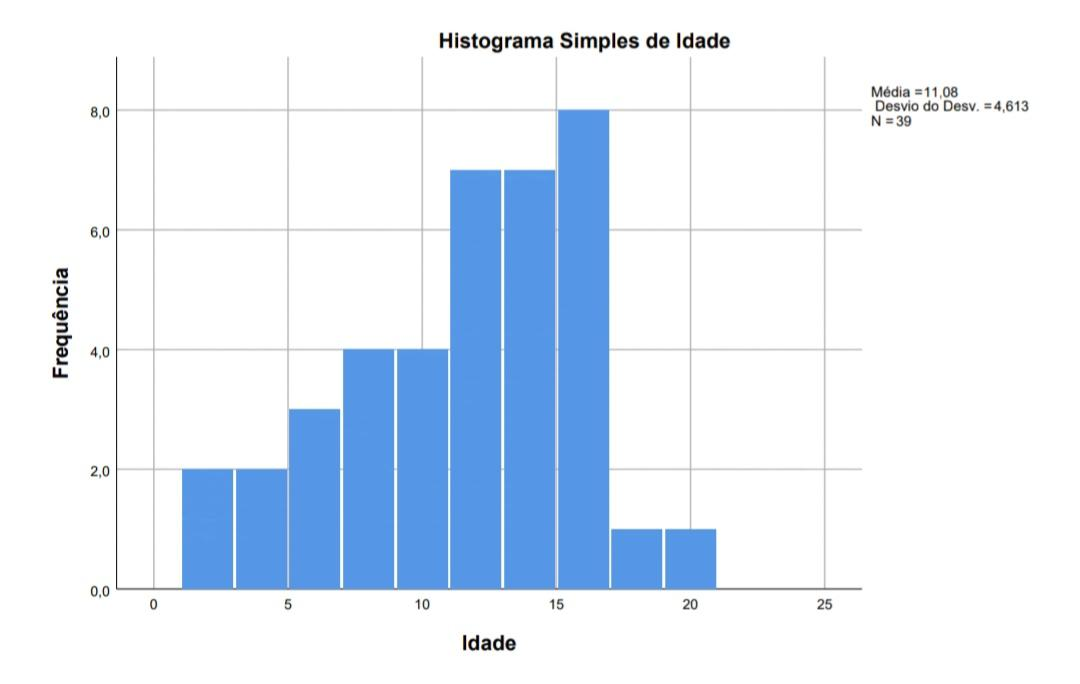 Histograma Simples de Idade
Média =11,08
Desvio do Desv. =4,613
N =39
8,0
6,0
4,0
2,0
0,0
Frequência
0 5 10 15 20 25
Idade